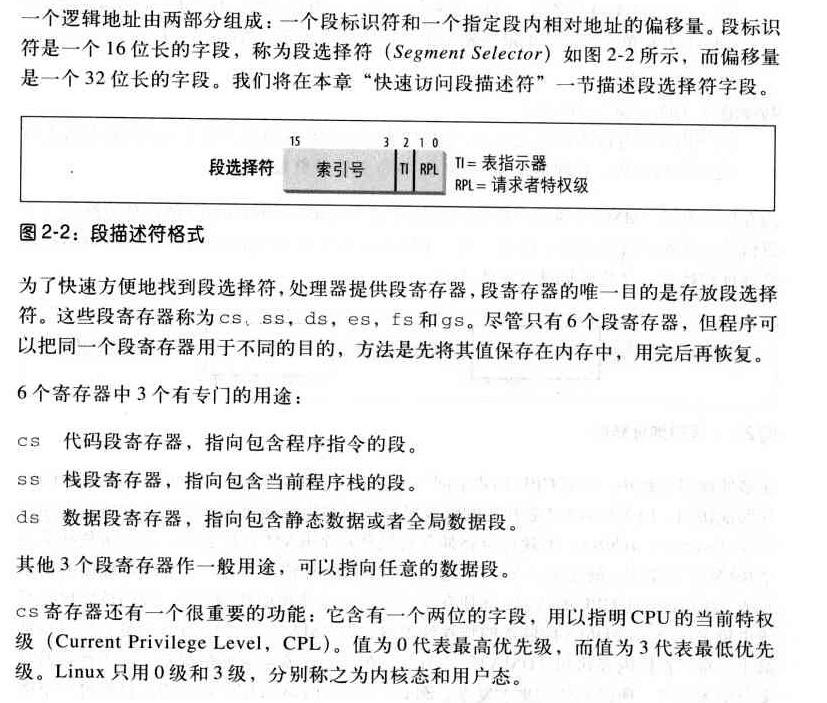 一个逻辑地址由两部分组成：一个段标识符和一个指定段内相对地址的偏移量。段标识
符是一个 16 位长的字段，称为段选择符（Segment Selector）如图 2-2 所示，而偏移量
是一个 32 位长的字段。我们将在本章“快速访问段描述符”一节描述段选择符字段。
15 3 2 1 0
段选择符 索引号 TI RPL TI = 表指示器
RPL = 请求者特权级
图 2-2：段描述符格式
为了快速方便地找到段选择符，处理器提供段寄存器，段寄存器的唯一目的是存放段选择
符。这些段寄存器称为 cs、ss，ds，es，fs 和 gs。尽管只有 6 个段寄存器，但程序可
以把同一个段寄存器用于不同的目的，方法是先将其值保存在内存中，用完后再恢复。
6 个寄存器中 3 个有专门的用途：
cs 代码段寄存器，指向包含程序指令的段。
ss 栈段寄存器，指向包含当前程序栈的段。
ds 数据段寄存器，指向包含静态数据或者全局数据段。
其他 3 个段寄存器作一般用途，可以指向任意的数据段。
cs 寄存器还有一个很重要的功能：它含有一个两位的字段，用以指明 CPU 的当前特权
级（Current Privilege Level，CPL）。值为 0 代表最高优先级，而值为 3 代表最低优先
级。Linux 只用 0 级和 3 级，分别称之为内核态和用户态。